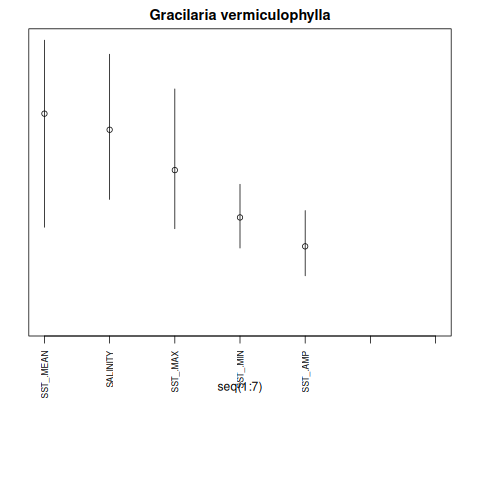 Gracilaria vermiculophylla
SST_MEAN
SALINITY
SST_MAX
SST_MIN
SST_AMP
seq(1:7)